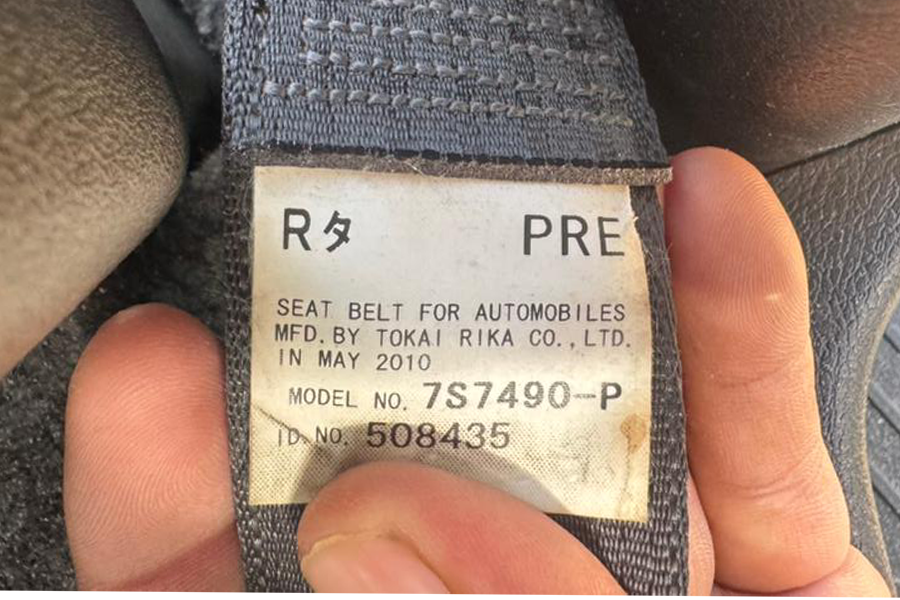 Rタ PRE
SEAT BELT FOR AUTOMOBILES
MFD. BY TOKAI RIKA CO., LTD.
IN MAY 2010
MODEL NO. 7S7490-P
ID. NO. 508435